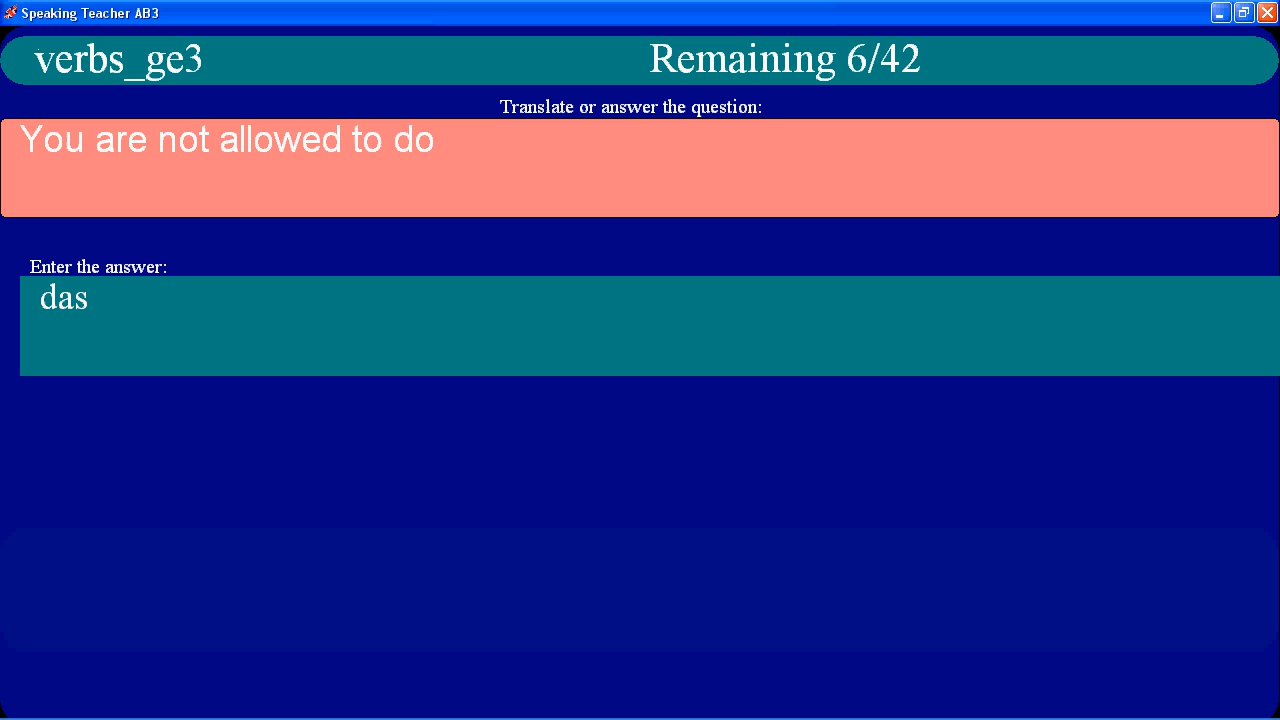 Speaking Teacher AB3
verbs_ge3 Remaining 6/42
Translate or answer the question:
You are not allowed to do
Enter the answer:
das